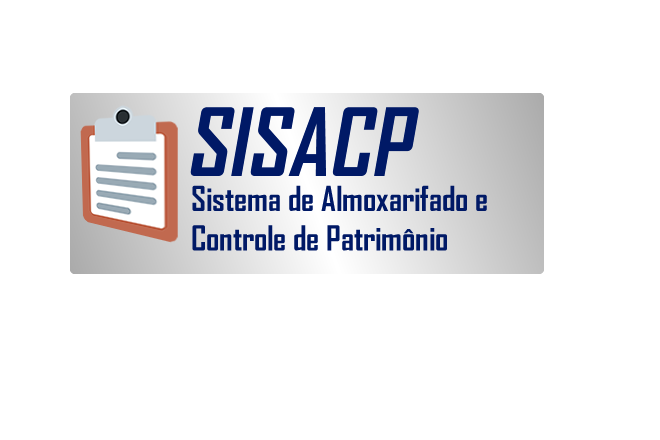 SISACP
Sistema de Almoxarifado e
Controle de Patrimônio